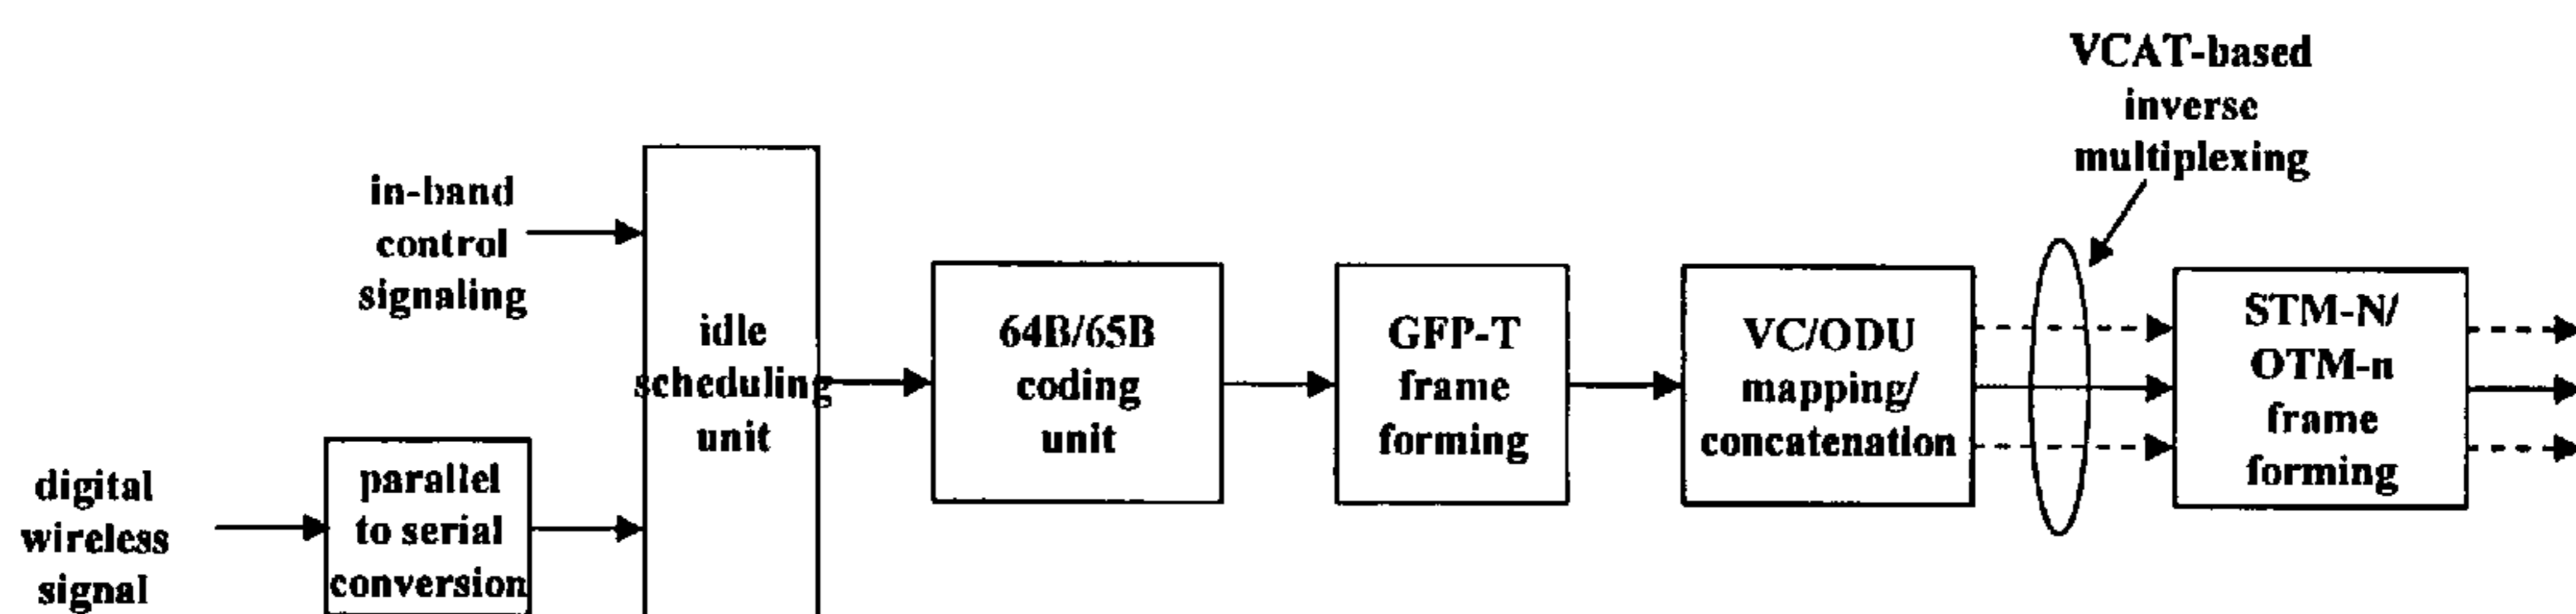 VCAT-based
inverse
multiplexing
in-band
control
signaling
idle
scheduling
unit
64B/65B
coding
unit
GFP-T
frame
forming
VC/ODU
mapping/
concatenation
STM-N/
OTM-n
frame
forming
digital
wireless
signal
parallel
to serial
conversion